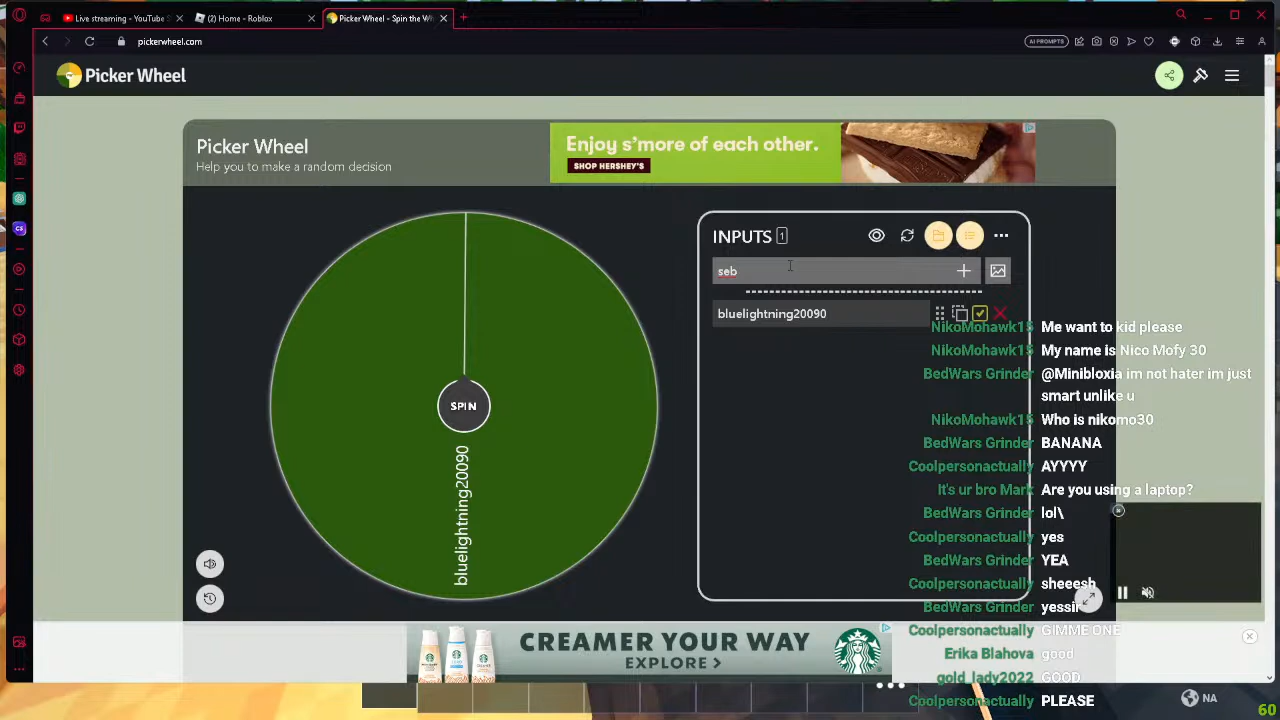 Live streaming - YouTube S
(2) Home - Roblox
Picker Wheel - Spin the Wh
pickerwheel.com
AI PROMPTS
Picker Wheel
Picker Wheel
Help you to make a random decision
Enjoy s'more of each other.
SHOP HERSHEY'S
INPUTS 1
seb
bluelightning20090
SPIN
bluelightning20090
NikoMohawk15 Me want to kid please
NikoMohawk15 My name is Nico Mofy 30
BedWars Grinder @Minibloxia im not hater im just
smart unlike u
NikoMohawk15 Who is nikomo30
BedWars Grinder BANANA
Coolpersonactually AYYYY
It's ur bro Mark Are you using a laptop?
BedWars Grinder lol\
Coolpersonactually yes
BedWars Grinder YEA
Coolpersonactually sheeesh
BedWars Grinder yessir
Coolpersonactually GIMME ONE
Erika Blahova good
gold_lady2022 GOOD
Coolpersonactually PLEASE
CREAMER YOUR WAY
EXPLORE >
NA
60